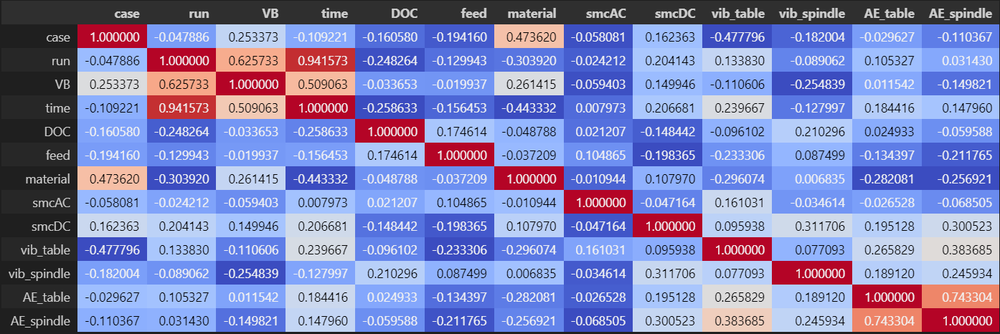 case run VB time DOC feed material smcAC smcDC vib_table vib_spindle AE_table AE_spindle
case 1.000000 -0.047886 0.253373 -0.109221 -0.160580 -0.194160 0.473620 -0.058081 0.162363 -0.477796 -0.182004 -0.029627 -0.110367
run -0.047886 1.000000 0.625733 0.941573 -0.248264 -0.129943 -0.303920 -0.024212 0.204143 0.133830 -0.089062 0.105327 0.031430
VB 0.253373 0.625733 1.000000 0.509063 -0.033653 -0.019937 0.261415 -0.059403 0.149946 -0.110606 -0.254839 0.011542 -0.149821
time -0.109221 0.941573 0.509063 1.000000 -0.258633 -0.156453 -0.443332 0.007973 0.206681 0.239667 -0.127997 0.184416 0.147960
DOC -0.160580 -0.248264 -0.033653 -0.258633 1.000000 0.174614 -0.048788 0.021207 -0.148442 -0.096102 0.210296 0.024933 -0.059588
feed -0.194160 -0.129943 -0.019937 -0.156453 0.174614 1.000000 -0.037209 0.104865 -0.198365 -0.233306 0.087499 -0.134397 -0.211765
material 0.473620 -0.303920 0.261415 -0.443332 -0.048788 -0.037209 1.000000 -0.010944 0.107970 -0.296074 0.006835 -0.282081 -0.256921
smcAC -0.058081 -0.024212 -0.059403 0.007973 0.021207 0.104865 -0.010944 1.000000 -0.047164 0.161031 -0.034614 -0.026528 -0.068505
smcDC 0.162363 0.204143 0.149946 0.206681 -0.148442 -0.198365 0.107970 -0.047164 1.000000 0.095938 0.311706 0.195128 0.300523
vib_table -0.477796 0.133830 -0.110606 0.239667 -0.096102 -0.233306 -0.296074 0.161031 0.095938 1.000000 0.077093 0.265829 0.383685
vib_spindle -0.182004 -0.089062 -0.254839 -0.127997 0.210296 0.087499 0.006835 -0.034614 0.311706 0.077093 1.000000 0.189120 0.245934
AE_table -0.029627 0.105327 0.011542 0.184416 0.024933 -0.134397 -0.282081 -0.026528 0.195128 0.265829 0.189120 1.000000 0.743304
AE_spindle -0.110367 0.031430 -0.149821 0.147960 -0.059588 -0.211765 -0.256921 -0.068505 0.300523 0.383685 0.245934 0.743304 1.000000